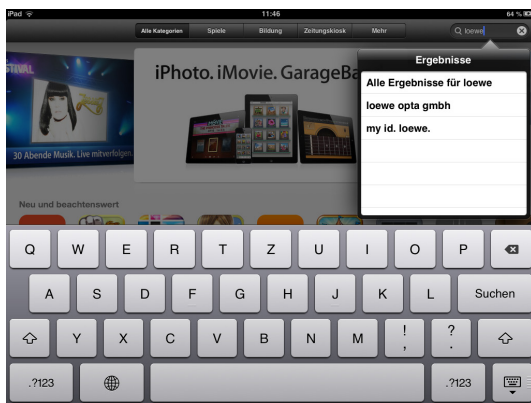 iPad 11:46 64 %
Alle Kategorien Spiele Bildung Zeitungskiosk Mehr loewe
Ergebnisse
Alle Ergebnisse für loewe
loewe opta gmbh
my id. loewe.
STIVAL
iPhoto. iMovie. GarageBa
30 Abende Musik. Live mitverfolgen.
Neu und beachtenswert
Q W E R T Z U I O P
A S D F G H J K L Suchen
Y X C V B N M ! , ? .
.?123 .?123